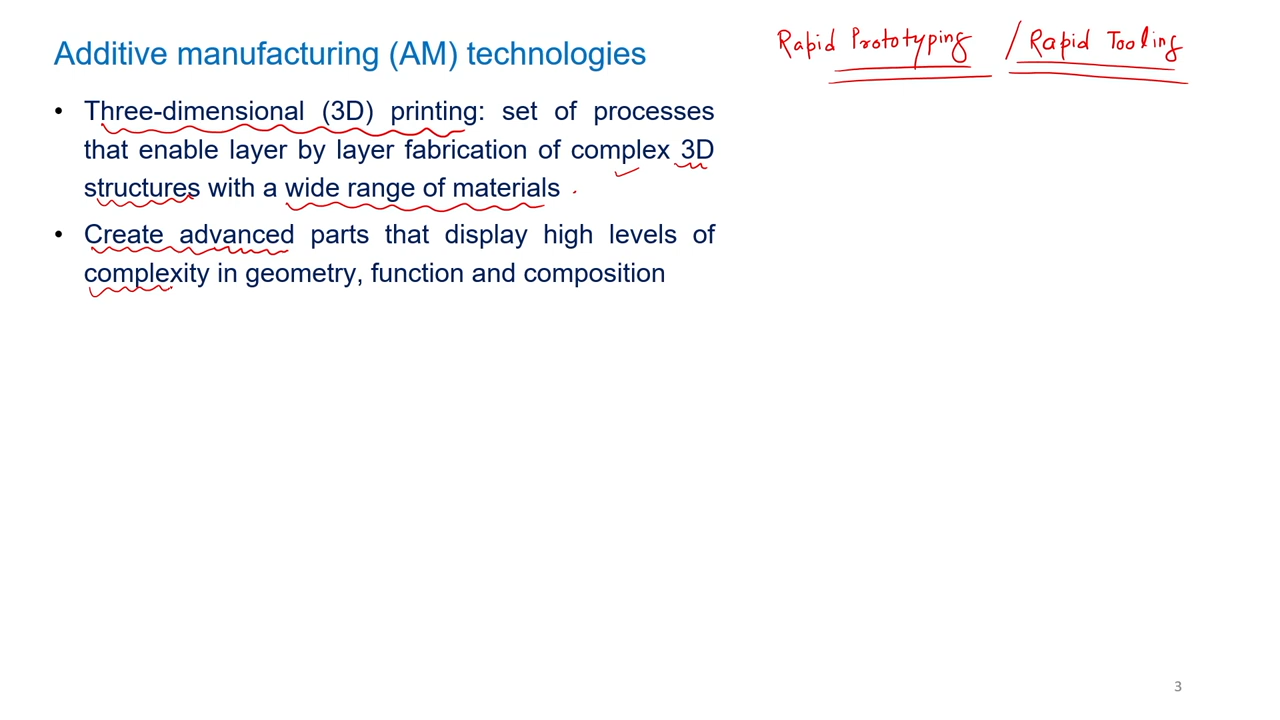 Additive manufacturing (AM) technologies
Rapid Prototyping / Rapid Tooling
• Three-dimensional (3D) printing: set of processes
that enable layer by layer fabrication of complex 3D
structures with a wide range of materials
• Create advanced parts that display high levels of
complexity in geometry, function and composition
3